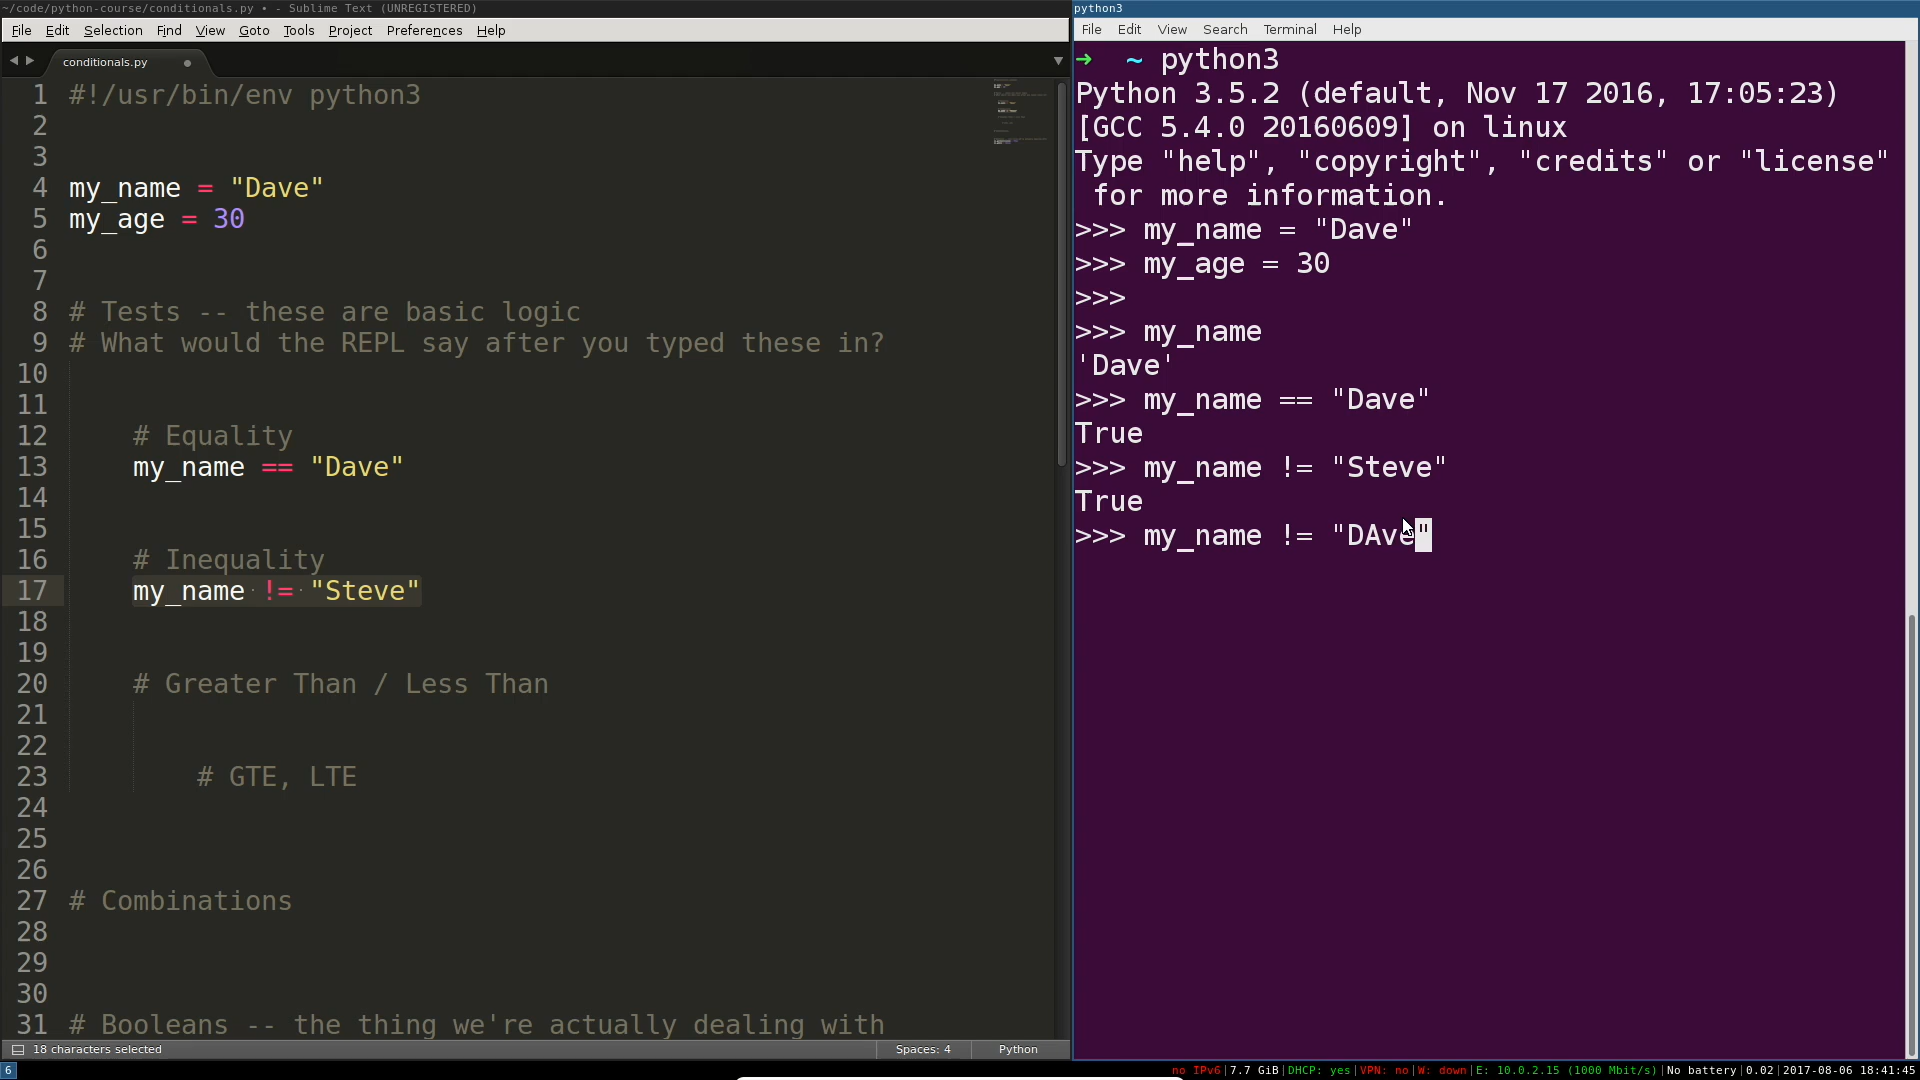 ~/code/python-course/conditionals.py • - Sublime Text (UNREGISTERED)
File Edit Selection Find View Goto Tools Project Preferences Help
conditionals.py
1 #!/usr/bin/env python3
2
3
4 my_name = "Dave"
5 my_age = 30
6
7
8 # Tests -- these are basic logic
9 # What would the REPL say after you typed these in?
10
11
12 # Equality
13 my_name == "Dave"
14
15
16 # Inequality
17 my_name != "Steve"
18
19
20 # Greater Than / Less Than
21
22
23 # GTE, LTE
24
25
26
27 # Combinations
28
29
30
31 # Booleans -- the thing we're actually dealing with
18 characters selected
Spaces: 4
Python
python3
File Edit View Search Terminal Help
➜ ~ python3
Python 3.5.2 (default, Nov 17 2016, 17:05:23)
[GCC 5.4.0 20160609] on linux
Type "help", "copyright", "credits" or "license"
for more information.
>>> my_name = "Dave"
>>> my_age = 30
>>>
>>> my_name
'Dave'
>>> my_name == "Dave"
True
>>> my_name != "Steve"
True
>>> my_name != "DAve"
6
no IPv6|7.7 GiB|DHCP: yes|VPN: no|W: down|E: 10.0.2.15 (1000 Mbit/s)|No battery|0.02|2017-08-06 18:41:45